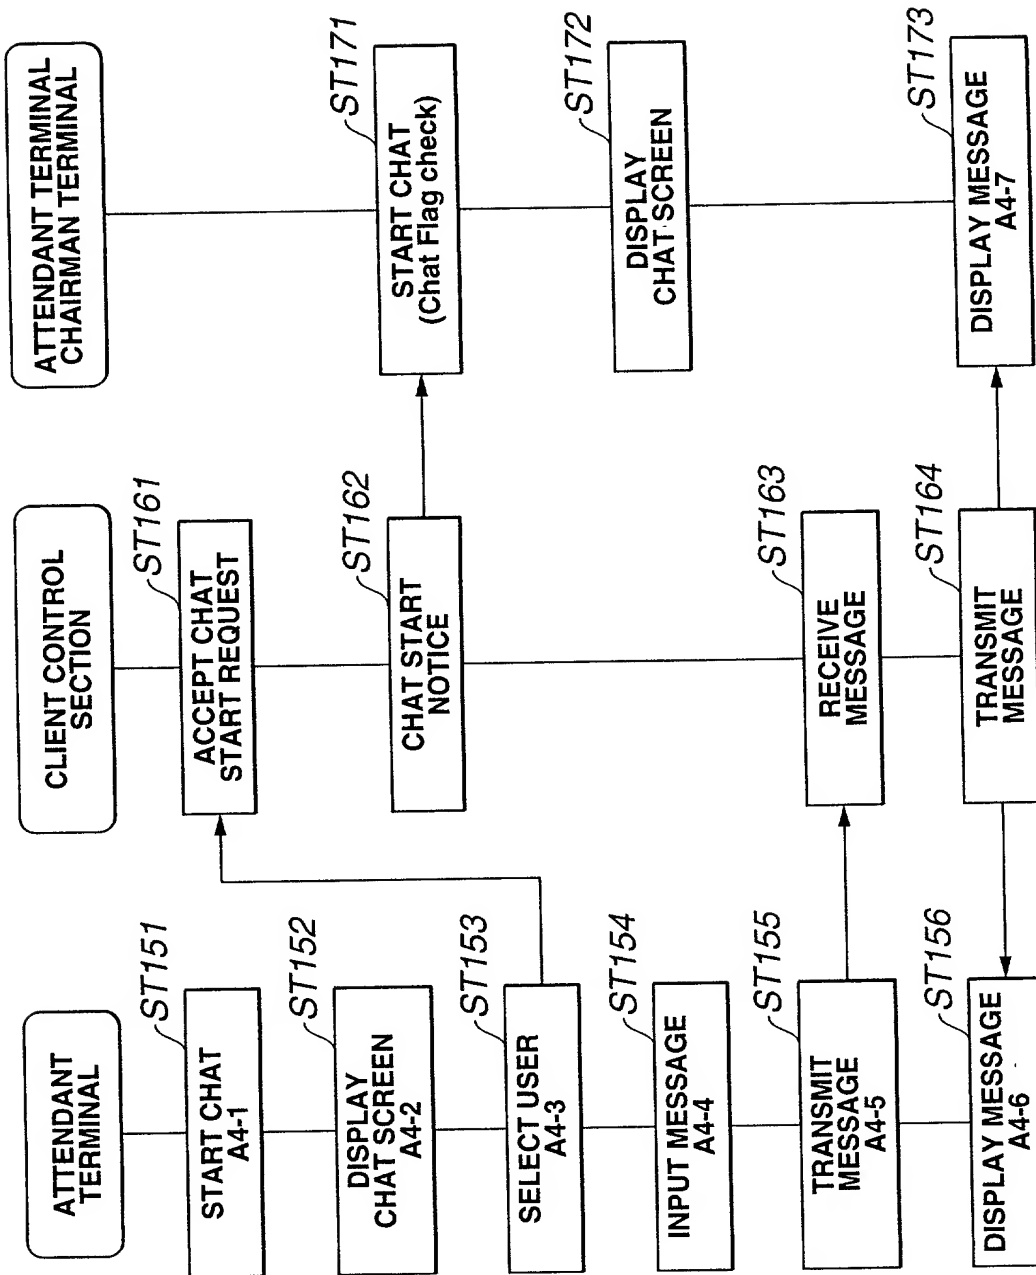 ATTENDANT
TERMINAL
ST151
START CHAT
A4-1
ST152
DISPLAY
CHAT SCREEN
A4-2
ST153
SELECT USER
A4-3
ST154
INPUT MESSAGE
A4-4
ST155
TRANSMIT
MESSAGE
A4-5
ST156
DISPLAY MESSAGE
A4-6
CLIENT CONTROL
SECTION
ST161
ACCEPT CHAT
START REQUEST
ST162
CHAT START
NOTICE
ST163
RECEIVE
MESSAGE
ST164
TRANSMIT
MESSAGE
ATTENDANT TERMINAL
CHAIRMAN TERMINAL
ST171
START CHAT
(Chat Flag check)
ST172
DISPLAY
CHAT SCREEN
ST173
DISPLAY MESSAGE
A4-7